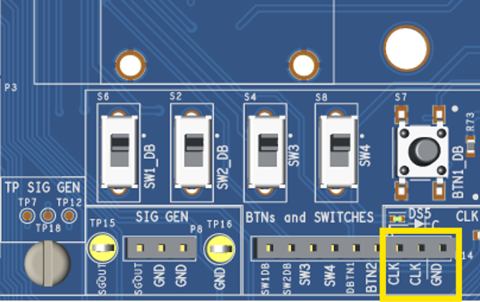 P3
S6
S2
S4
S8
S7
R73
SW1_DB
SW2_DB
SW3
SW4
BTN1_DB
TP SIG GEN
TP7
TP12
TP18
TP15
SIG GEN
P8
TP16
BTNs and SWITCHES
DS5
C
CLK
SGOUT
SGOUT
GND
GND
GND
SW1DB
SW2DB
SW3
SW4
DBTN1
BTN2
CLK
CLK
GND
14